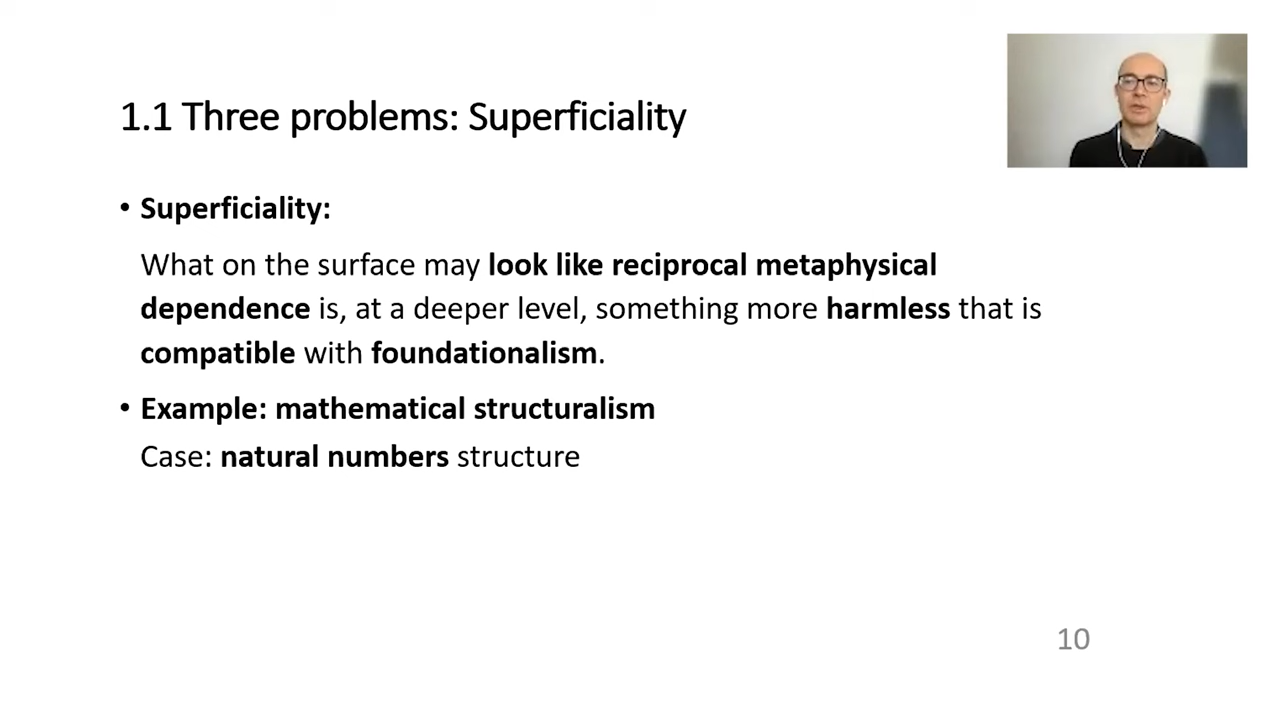 1.1 Three problems: Superficiality
• Superficiality:
What on the surface may look like reciprocal metaphysical
dependence is, at a deeper level, something more harmless that is
compatible with foundationalism.
• Example: mathematical structuralism
Case: natural numbers structure
10